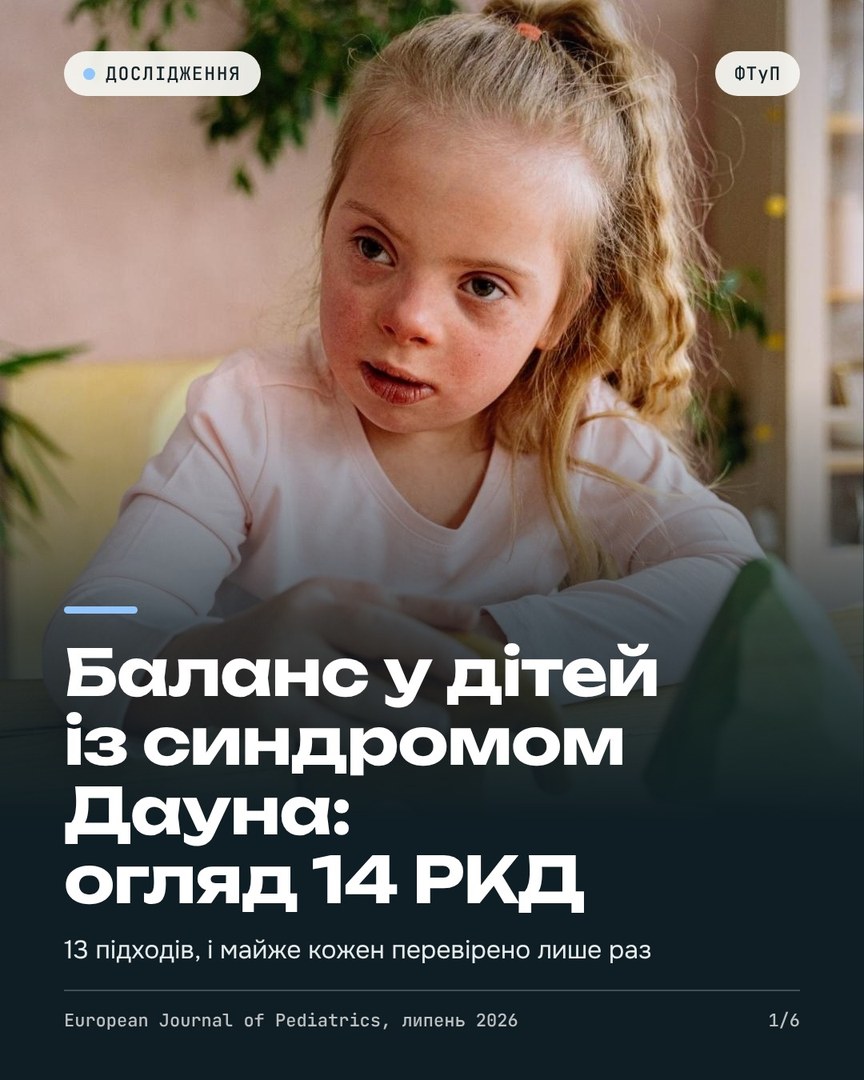 ДОСЛІДЖЕННЯ
ФТуП
Баланс у дітей
із синдромом
Дауна:
огляд 14 РКД
13 підходів, і майже кожен перевірено лише раз
European Journal of Pediatrics, липень 2026
1/6